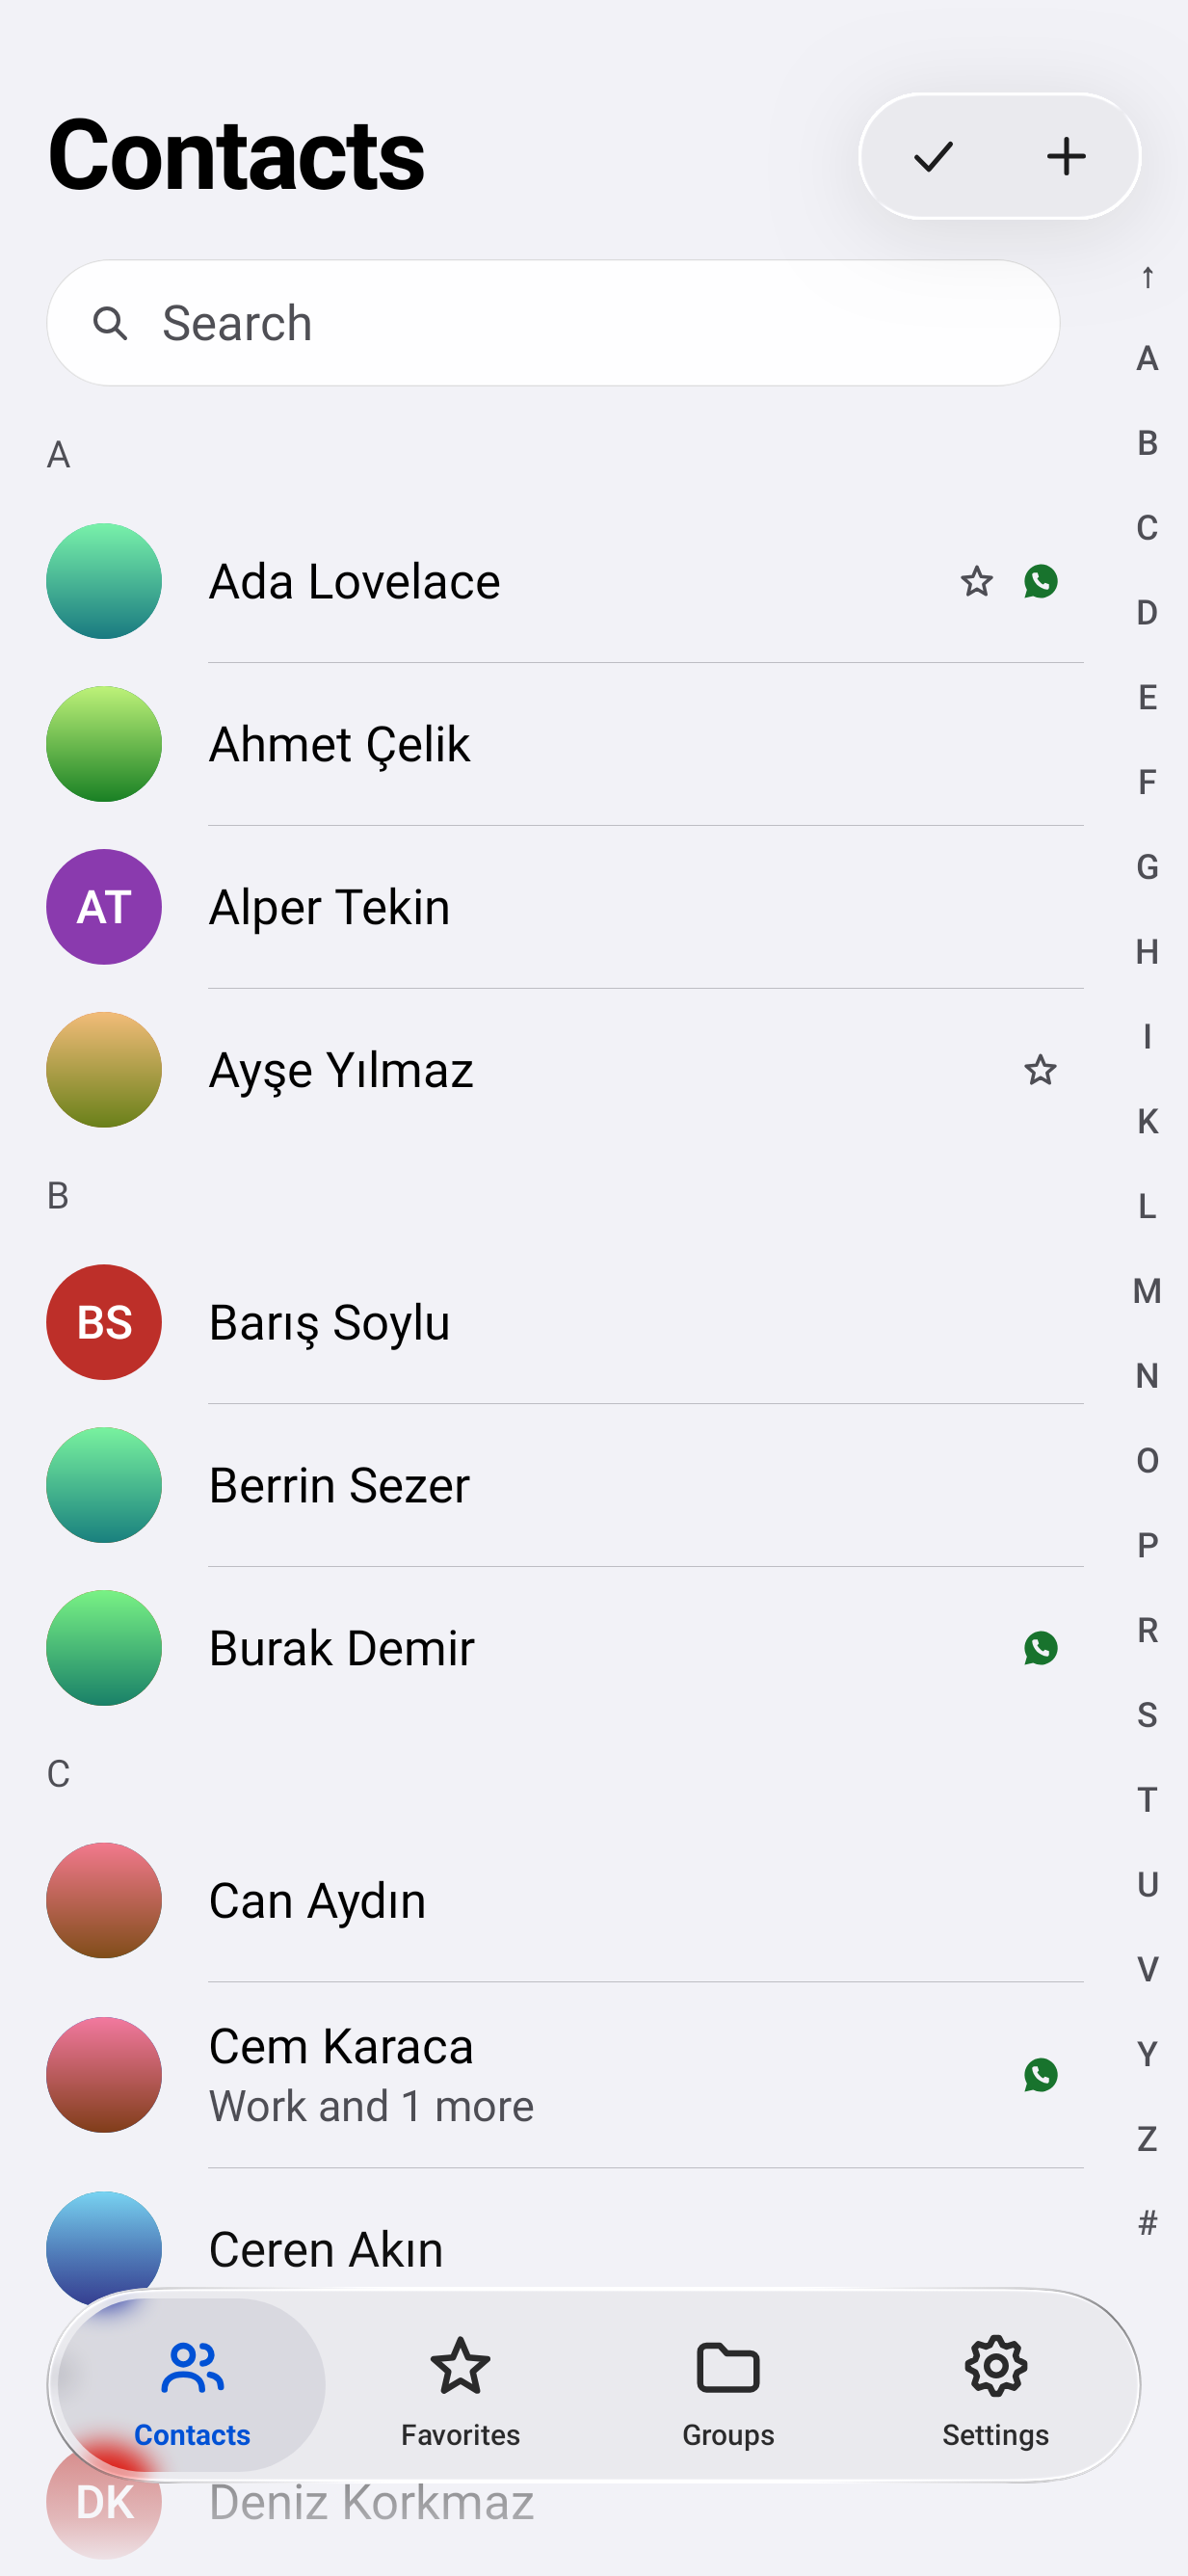 Contacts
Search
↑
A
B
C
D
E
F
G
H
I
K
L
M
N
O
P
R
S
T
U
V
Y
Z
#
A
Ada Lovelace
Ahmet Çelik
AT
Alper Tekin
Ayşe Yılmaz
B
BS
Barış Soylu
Berrin Sezer
Burak Demir
C
Can Aydın
Cem Karaca
Work and 1 more
Ceren Akın
Contacts
Favorites
Groups
Settings
DK
Deniz Korkmaz